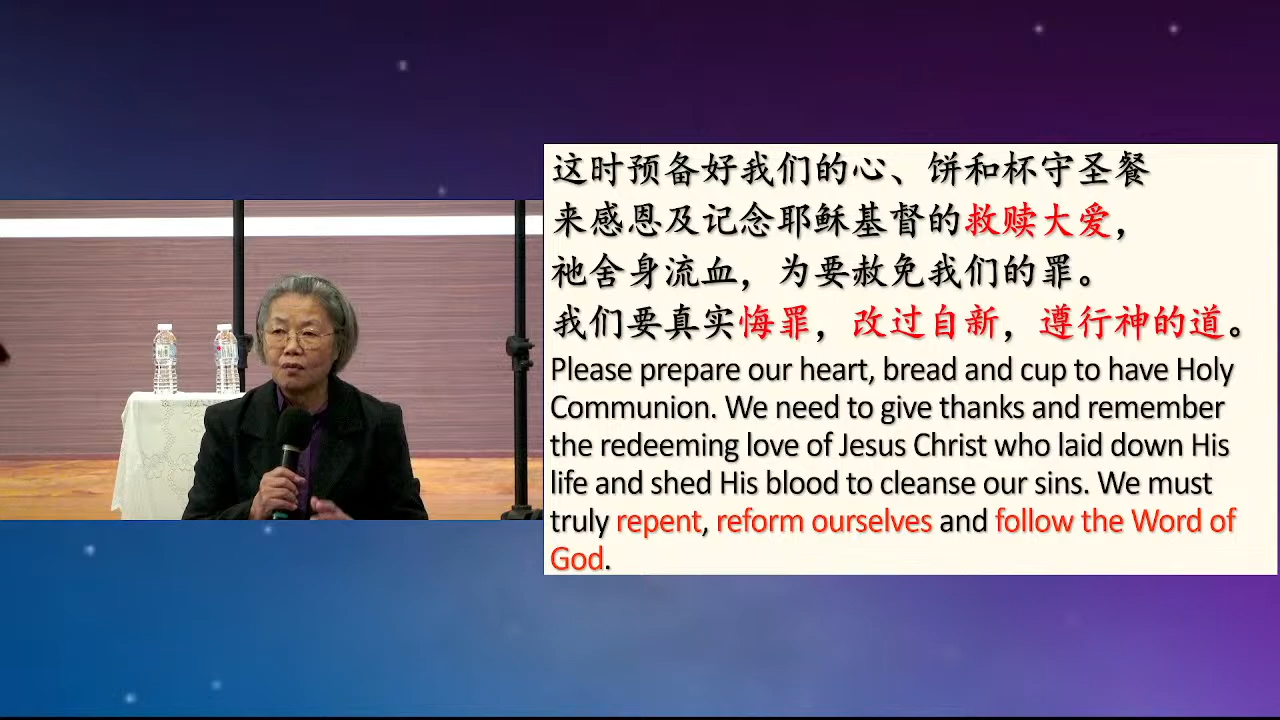 这时预备好我们的心、饼和杯守圣餐
来感恩及记念耶稣基督的救赎大爱，
祂舍身流血，为要赦免我们的罪。
我们要真实悔罪，改过自新，遵行神的道。
Please prepare our heart, bread and cup to have Holy
Communion. We need to give thanks and remember
the redeeming love of Jesus Christ who laid down His
life and shed His blood to cleanse our sins. We must
truly repent, reform ourselves and follow the Word of
God.